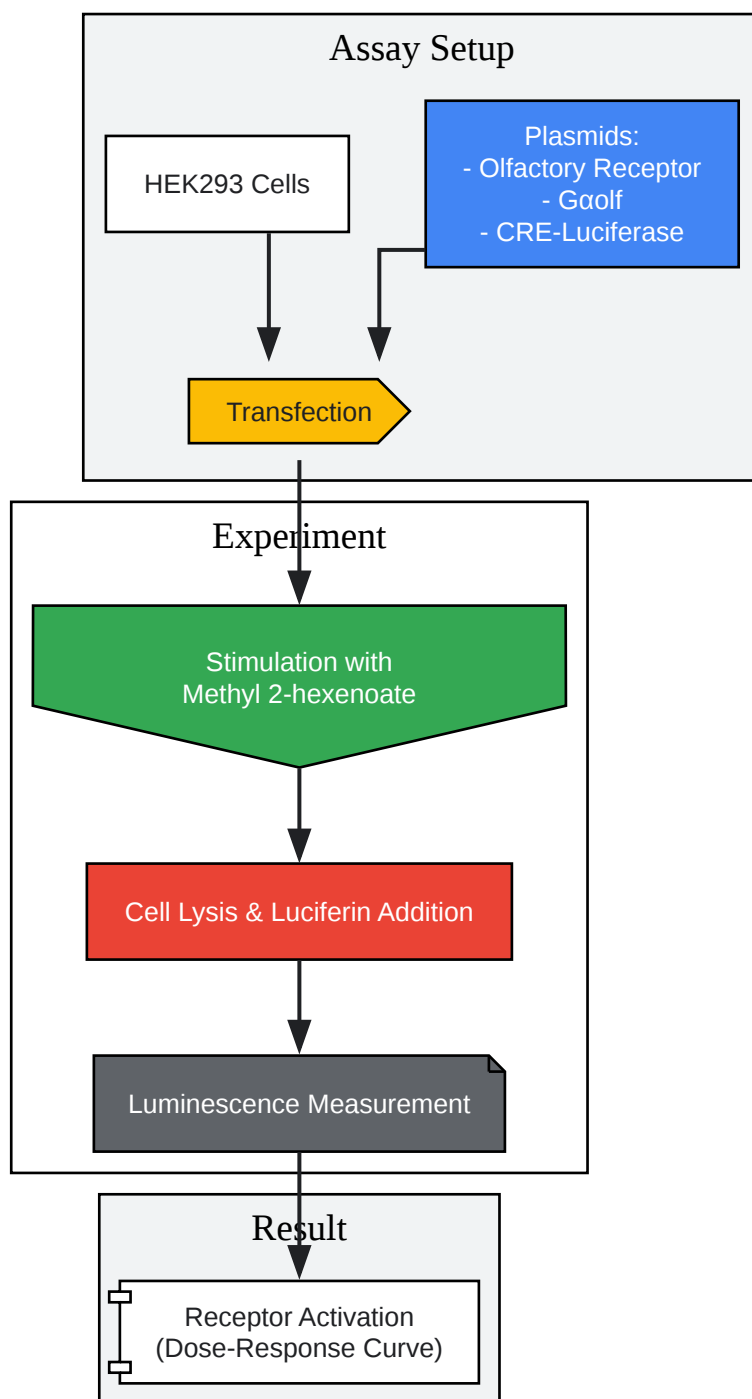 Assay Setup
HEK293 Cells
Plasmids:
- Olfactory Receptor
- Gαolf
- CRE-Luciferase
Transfection
Experiment
Stimulation with
Methyl 2-hexenoate
Cell Lysis & Luciferin Addition
Luminescence Measurement
Result
Receptor Activation
(Dose-Response Curve)